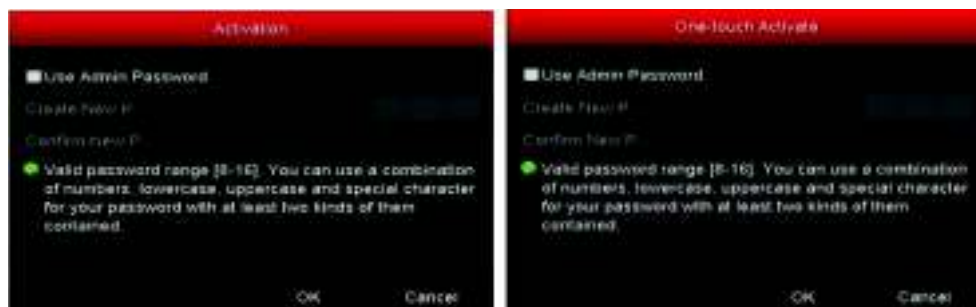 Activation
Use Admin Password
Create New P
Confirm new P
Valid password range [8-16]. You can use a combination
of numbers, lowercase, uppercase and special character
for your password with at least two kinds of them
contained.
OK Cancel
One-touch Activate
Use Admin Password
Create New P
Confirm New P
Valid password range [8-16]. You can use a combination
of numbers, lowercase, uppercase and special character
for your password with at least two kinds of them
contained.
OK Cancel